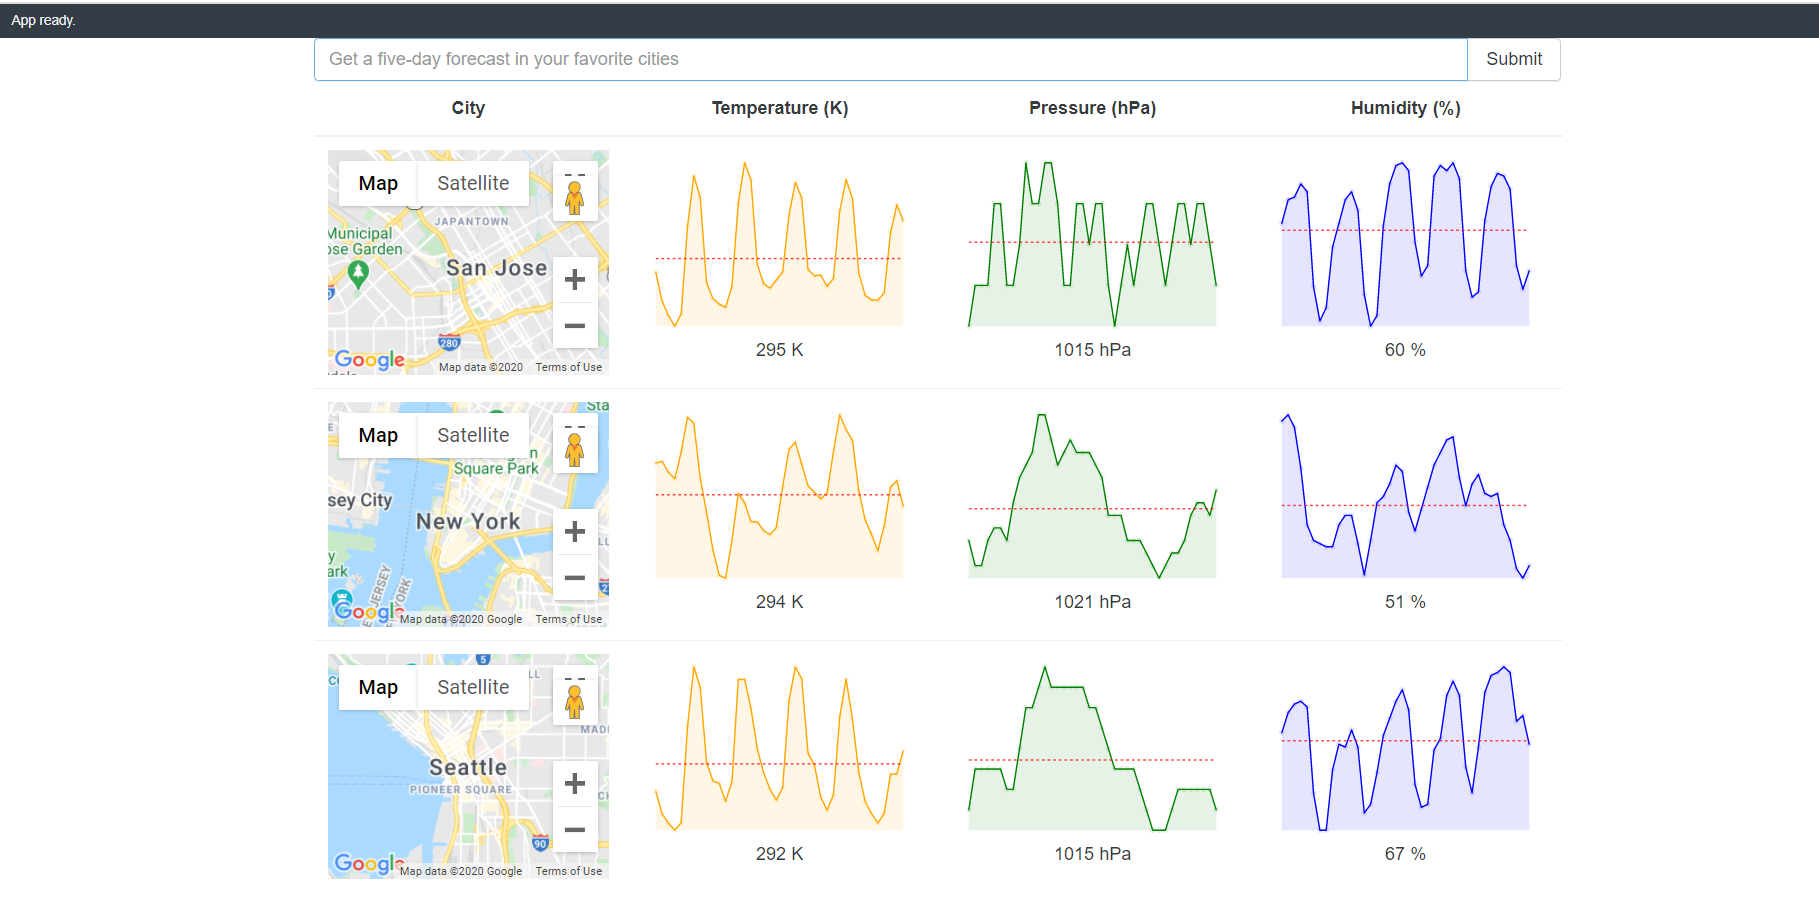 App ready.
Get a five-day forecast in your favorite cities
Submit
City
Temperature (K)
Pressure (hPa)
Humidity (%)
Map
Satellite
JAPANTOWN
Municipal
ose Garden
San Jose
280
Google
Map data ©2020
Terms of Use
295 K
1015 hPa
60 %
Sta
Map
Satellite
Square Park
sey City
New York
ark
JERSEY
YORK
Google
Map data ©2020 Google
Terms of Use
294 K
1021 hPa
51 %
5
Map
Satellite
MADI
Seattle
PIONEER SQUARE
90
Google
Map data ©2020 Google
Terms of Use
292 K
1015 hPa
67 %